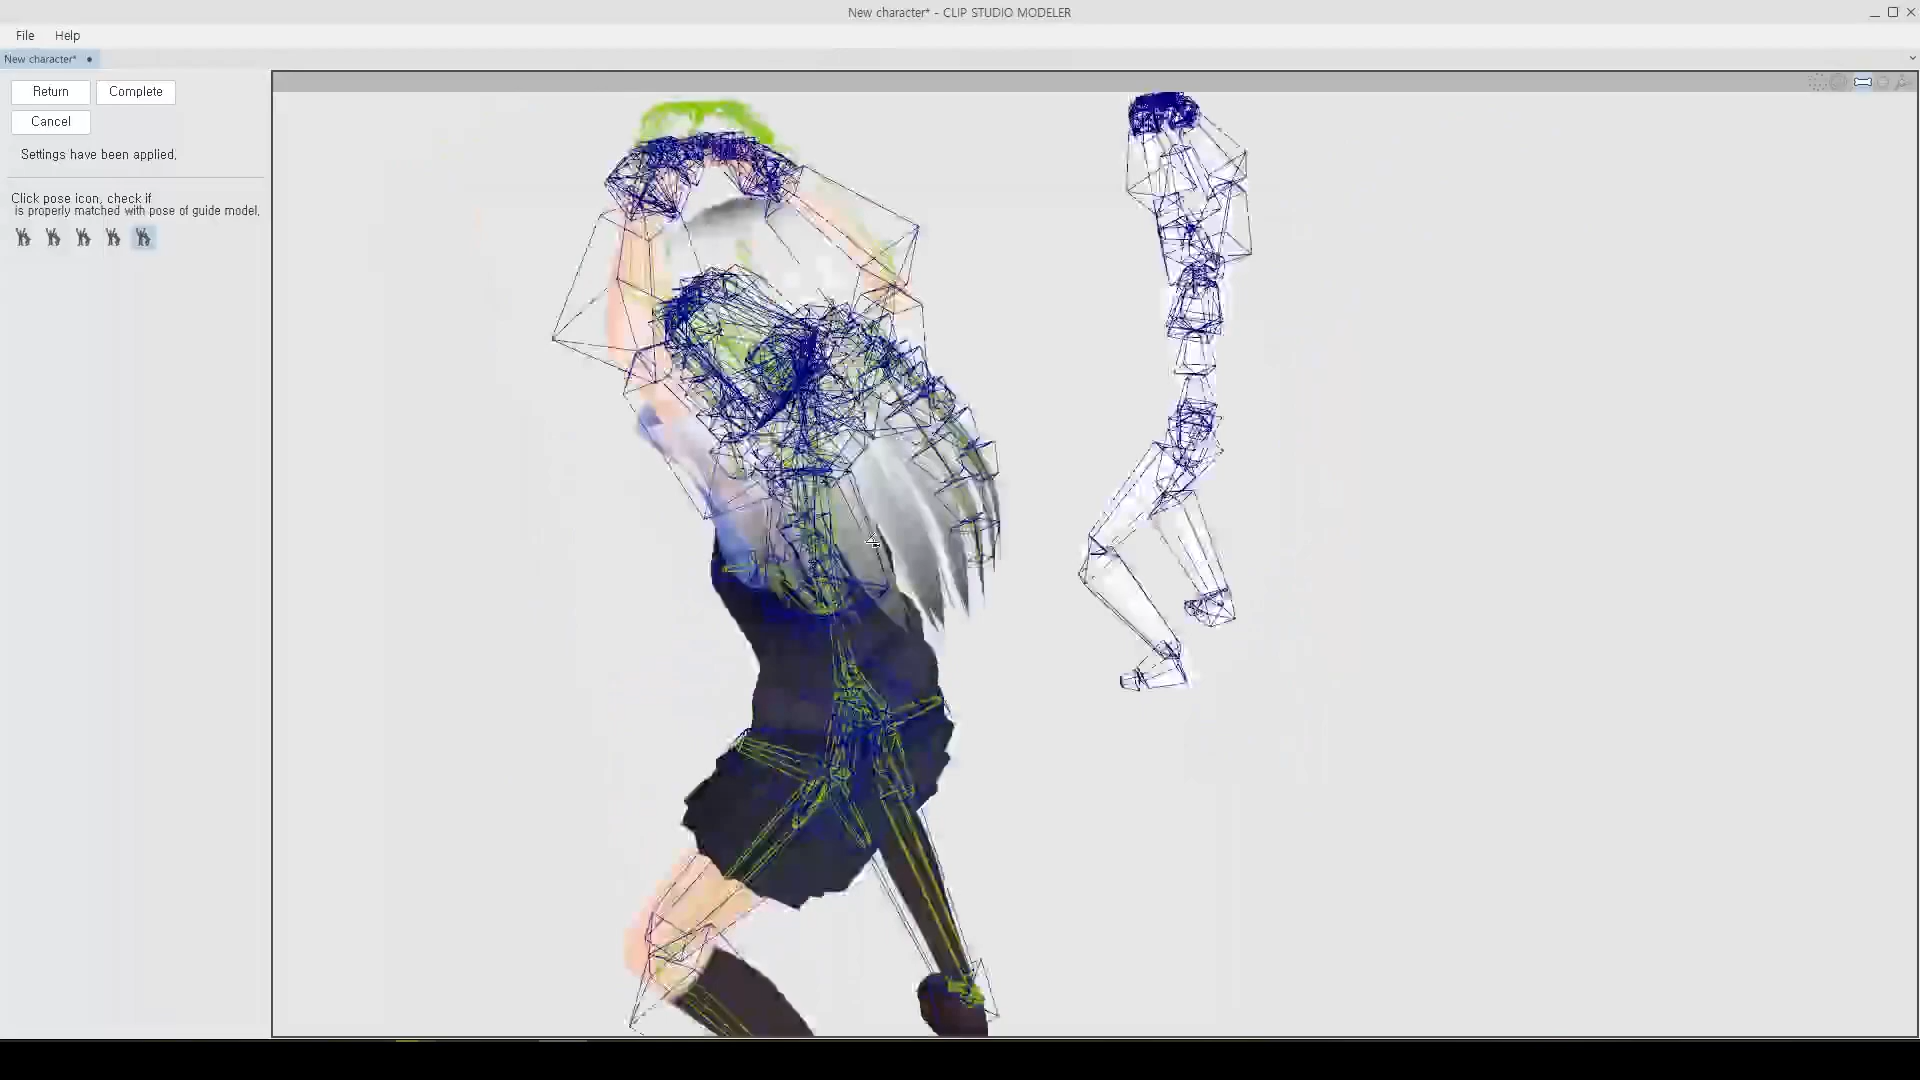 New character* - CLIP STUDIO MODELER
File Help
New character*
Return Complete
Cancel
Settings have been applied.
Click pose icon, check if
is properly matched with pose of guide model.